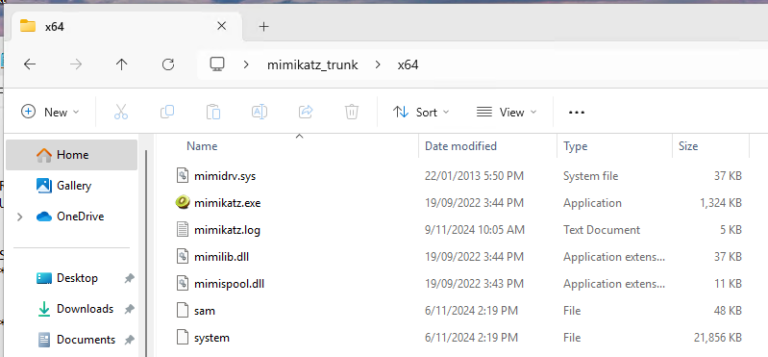 x64
mimikatz_trunk > x64
New Sort View
Name Date modified Type Size
Home
Gallery
OneDrive
Desktop
Downloads
Documents
mimidrv.sys 22/01/2013 5:50 PM System file 37 KB
mimikatz.exe 19/09/2022 3:44 PM Application 1,324 KB
mimikatz.log 9/11/2024 10:05 AM Text Document 5 KB
mimilib.dll 19/09/2022 3:44 PM Application extens... 37 KB
mimispool.dll 19/09/2022 3:43 PM Application extens... 11 KB
sam 6/11/2024 2:19 PM File 48 KB
system 6/11/2024 2:19 PM File 21,856 KB